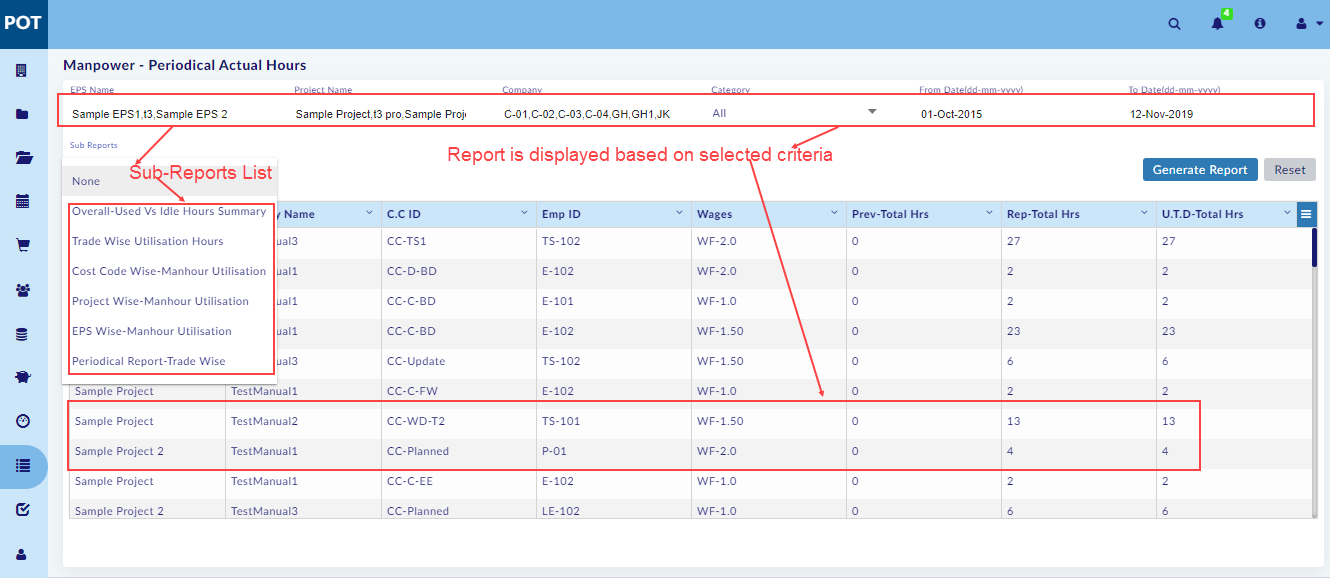 POT
4
Manpower - Periodical Actual Hours
EPS Name Project Name Company Category From Date(dd-mm-yyyy) To Date(dd-mm-yyyy)
Sample EPS1,t3,Sample EPS 2 Sample Project,t3 pro,Sample Proj C-01,C-02,C-03,C-04,GH,GH1,JK All 01-Oct-2015 12-Nov-2019
Sub Reports
Report is displayed based on selected criteria
Generate Report Reset
None
Sub-Reports List
Overall-Used Vs Idle Hours Summary
y Name C.C ID Emp ID Wages Prev-Total Hrs Rep-Total Hrs U.T.D-Total Hrs
Trade Wise Utilisation Hours ual3 CC-TS1 TS-102 WF-2.0 0 27 27
Cost Code Wise-Manhour Utilisation ual1 CC-D-BD E-102 WF-2.0 0 2 2
Project Wise-Manhour Utilisation ual1 CC-C-BD E-101 WF-1.0 0 2 2
EPS Wise-Manhour Utilisation ual1 CC-C-BD E-102 WF-1.50 0 23 23
Periodical Report-Trade Wise ual3 CC-Update TS-102 WF-1.50 0 6 6
Sample Project TestManual1 CC-C-FW E-102 WF-1.0 0 2 2
Sample Project TestManual2 CC-WD-T2 TS-101 WF-1.50 0 13 13
Sample Project 2 TestManual1 CC-Planned P-01 WF-2.0 0 4 4
Sample Project TestManual1 CC-C-EE E-102 WF-1.0 0 2 2
Sample Project 2 TestManual3 CC-Planned LE-102 WF-1.0 0 6 6